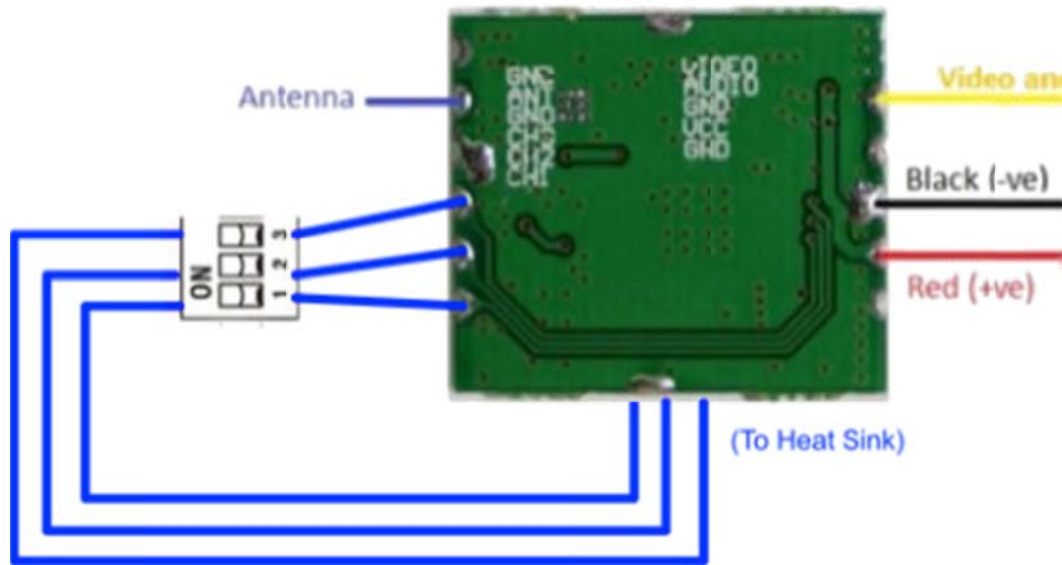 Antenna
GND
ANT
GND
CH3
CH2
CH1
VIDEO
AUDIO
GND
VCC
GND
Video and
Black (-ve)
Red (+ve)
ON
3
2
1
(To Heat Sink)